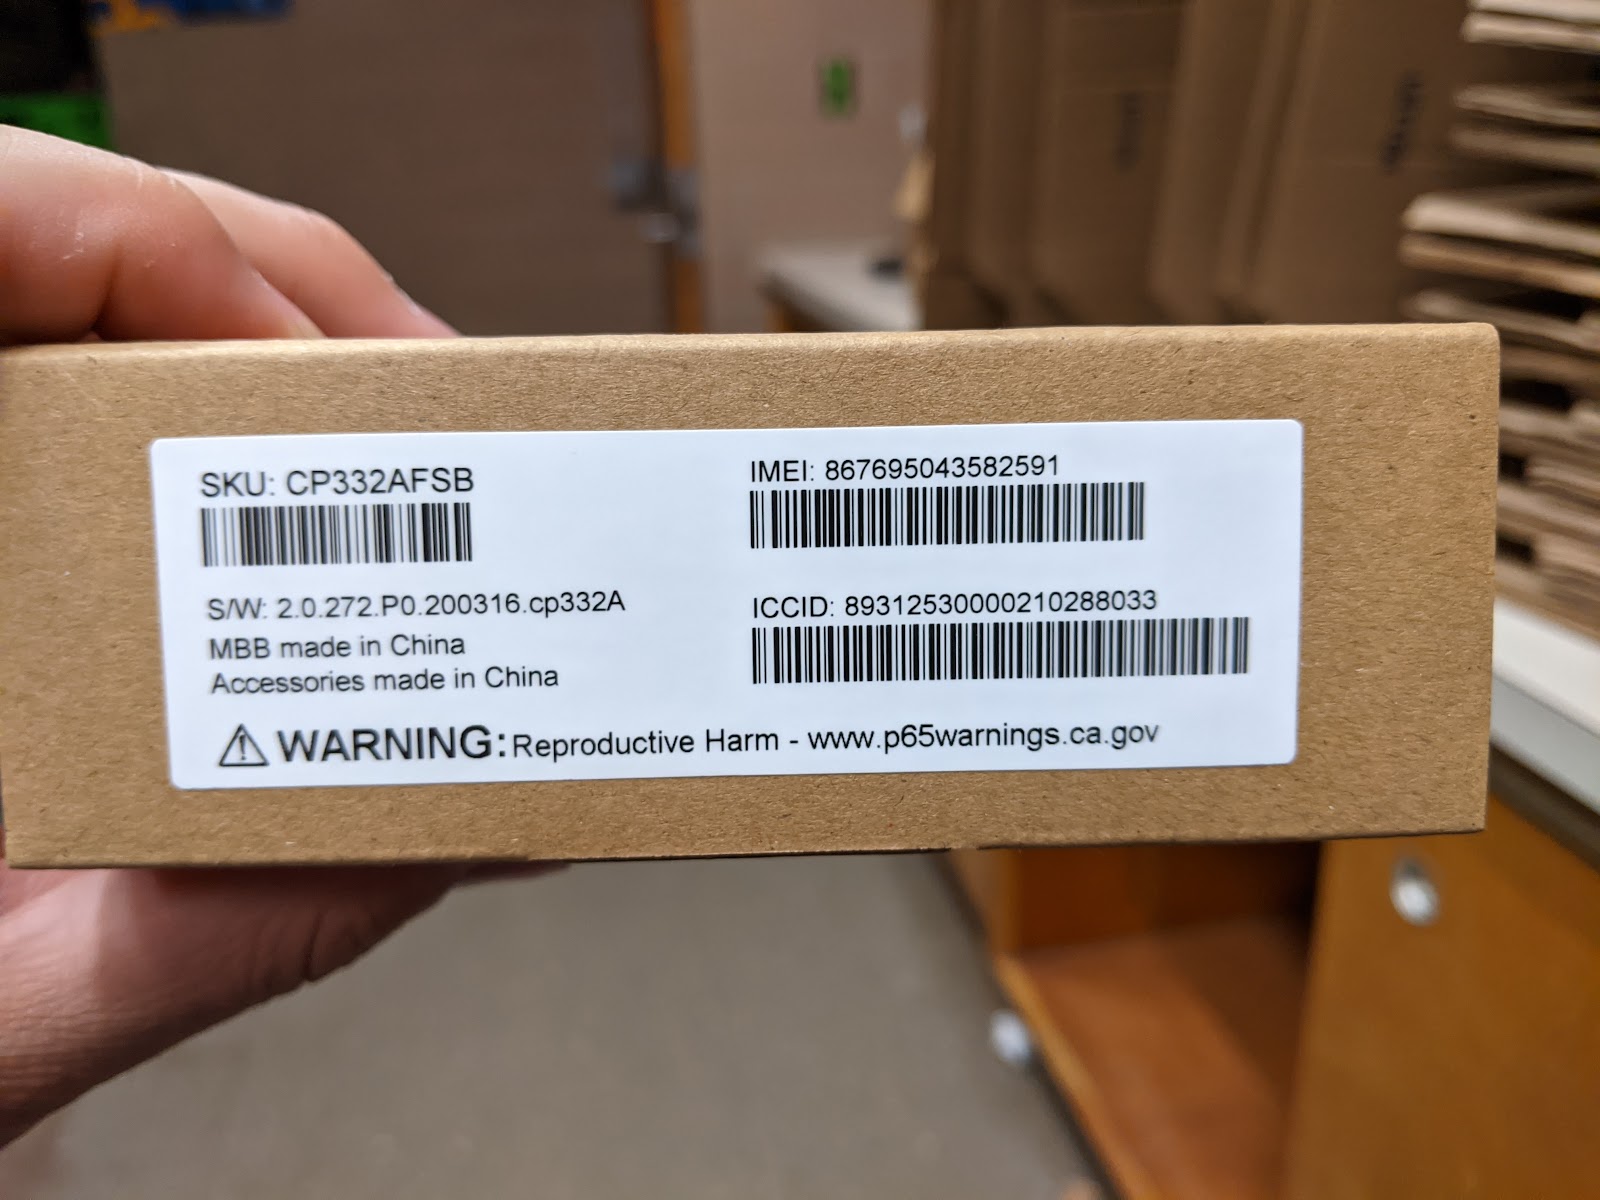 SKU: CP332AFSB
IMEI: 867695043582591
S/W: 2.0.272.P0.200316.cp332A
ICCID: 89312530000210288033
MBB made in China
Accessories made in China
WARNING: Reproductive Harm - www.p65warnings.ca.gov